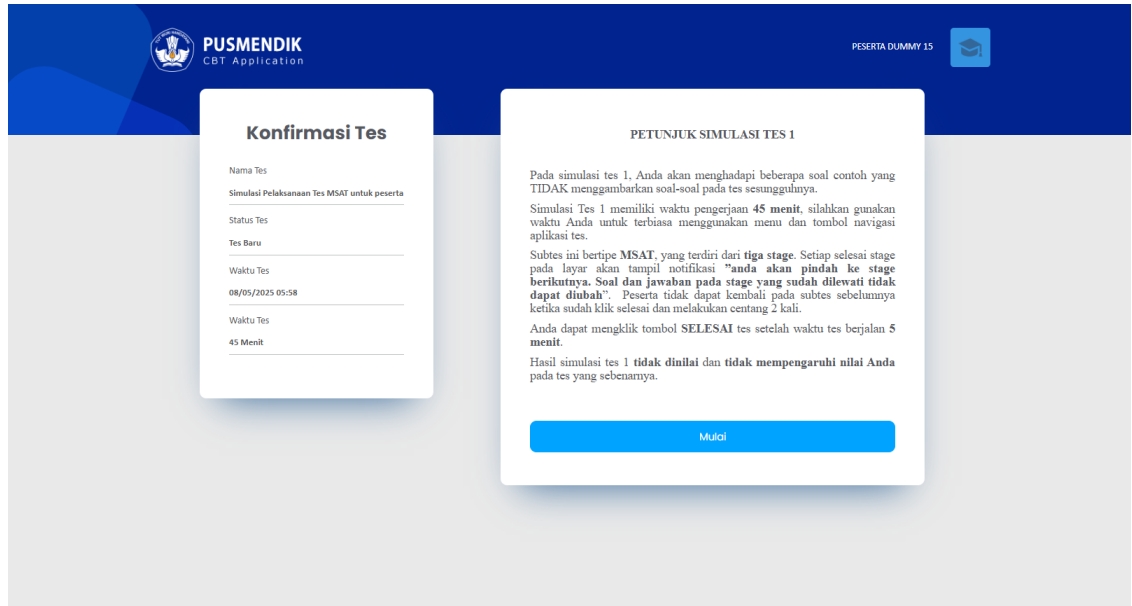 PUSMENDIK
CBT Application
PESERTA DUMMY 15
Konfirmasi Tes
Nama Tes
Simulasi Pelaksanaan Tes MSAT untuk peserta
Status Tes
Tes Baru
Waktu Tes
08/05/2025 05:58
Waktu Tes
45 Menit
PETUNJUK SIMULASI TES 1
Pada simulasi tes 1, Anda akan menghadapi beberapa soal contoh yang
TIDAK menggambarkan soal-soal pada tes sesungguhnya.
Simulasi Tes 1 memiliki waktu pengerjaan 45 menit, silahkan gunakan
waktu Anda untuk terbiasa menggunakan menu dan tombol navigasi
aplikasi tes.
Subtes ini bertipe MSAT, yang terdiri dari tiga stage. Setiap selesai stage
pada layar akan tampil notifikasi ”anda akan pindah ke stage
berikutnya. Soal dan jawaban pada stage yang sudah dilewati tidak
dapat diubah”. Peserta tidak dapat kembali pada subtes sebelumnya
ketika sudah klik selesai dan melakukan centang 2 kali.
Anda dapat mengklik tombol SELESAI tes setelah waktu tes berjalan 5
menit.
Hasil simulasi tes 1 tidak dinilai dan tidak mempengaruhi nilai Anda
pada tes yang sebenarnya.
Mulai